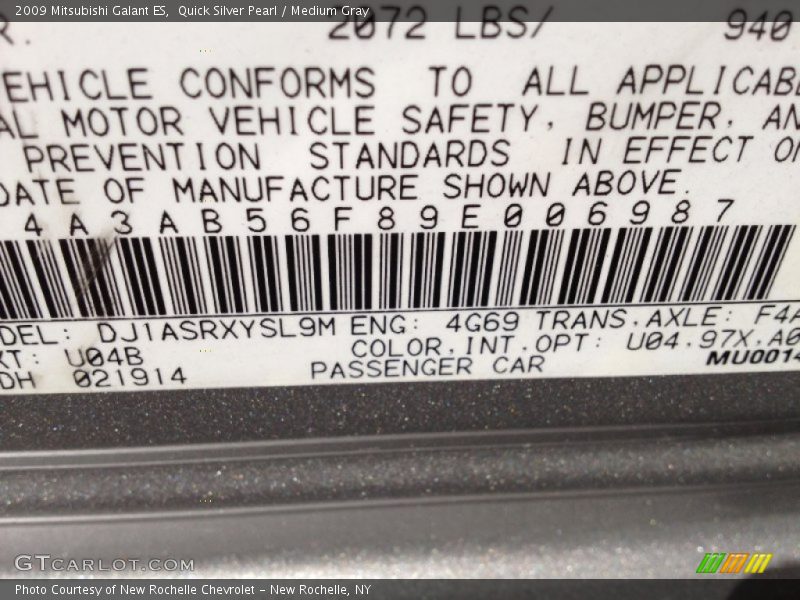 2009 Mitsubishi Galant ES,  Quick Silver Pearl / Medium Gray
R.  2072 LBS/  940
EHICLE CONFORMS TO ALL APPLICABL
AL MOTOR VEHICLE SAFETY, BUMPER, AN
PREVENTION STANDARDS IN EFFECT ON
DATE OF MANUFACTURE SHOWN ABOVE.
4A3AB56F89E006987
DEL: DJ1ASRXYSL9M ENG: 4G69 TRANS.AXLE: F4A
XT: U04B COLOR.INT.OPT: U04.97X.A0
DH 021914 PASSENGER CAR MU0014
GTCARLOT.COM
Photo Courtesy of New Rochelle Chevrolet - New Rochelle, NY